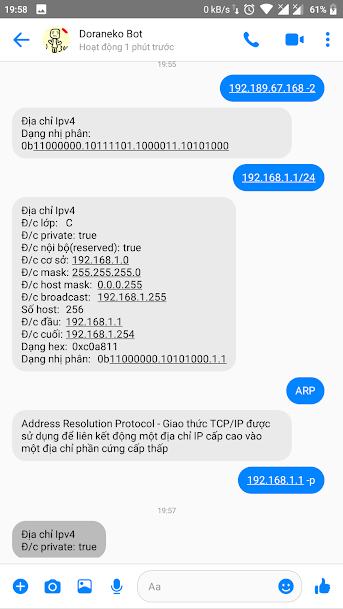 19:58
0 kB/s
61%
Doraneko Bot
Hoạt động 1 phút trước
19:55
192.189.67.168 -2
Địa chỉ Ipv4
Dạng nhị phân:
0b11000000.10111101.1000011.10101000
192.168.1.1/24
Địa chỉ Ipv4
Đ/c lớp: C
Đ/c private: true
Đ/c nội bộ(reserved): true
Đ/c cơ sở: 192.168.1.0
Đ/c mask: 255.255.255.0
Đ/c host mask: 0.0.0.255
Đ/c broadcast: 192.168.1.255
Số host: 256
Đ/c đầu: 192.168.1.1
Đ/c cuối: 192.168.1.254
Dạng hex: 0xc0a811
Dạng nhị phân: 0b11000000.10101000.1.1
ARP
Address Resolution Protocol - Giao thức TCP/IP được
sử dụng để liên kết động một địa chỉ IP cấp cao vào
một địa chỉ phần cứng cấp thấp
192.168.1.1 -p
19:57
Địa chỉ Ipv4
Đ/c private: true
Aa